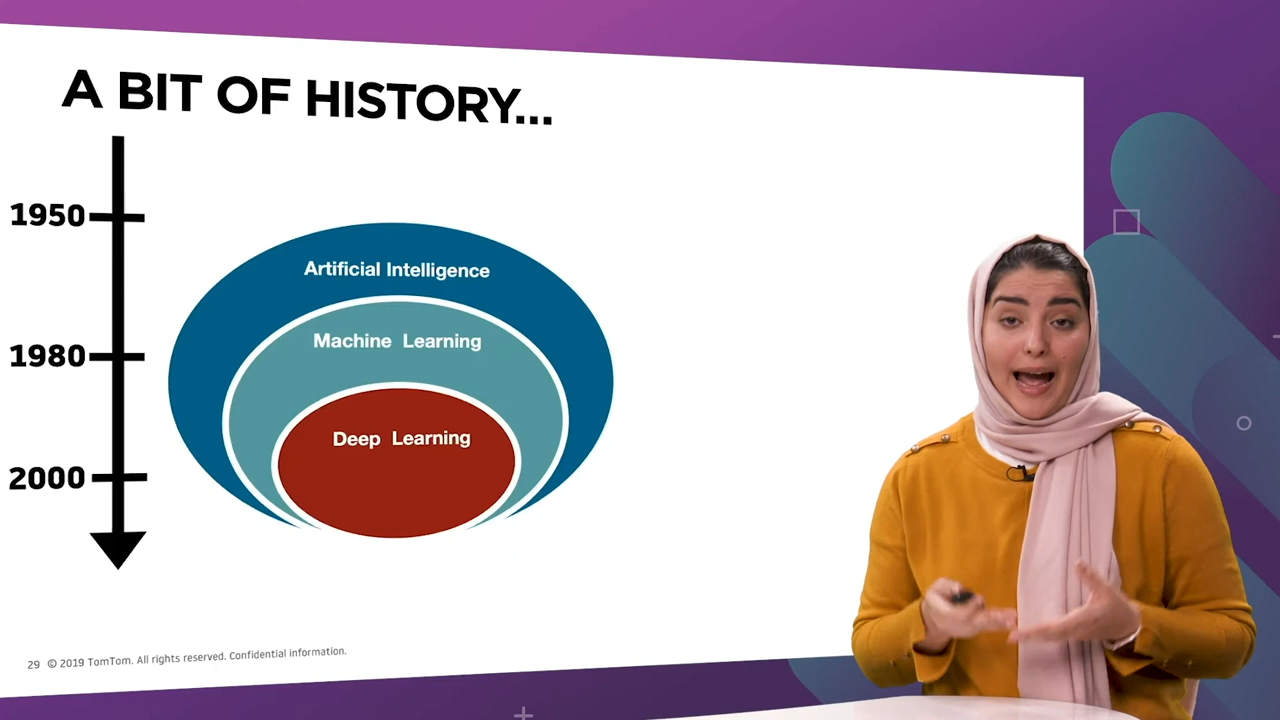 A BIT OF HISTORY...
1950
Artificial Intelligence
Machine Learning
1980
Deep Learning
2000
29 © 2019 TomTom. All rights reserved. Confidential information.